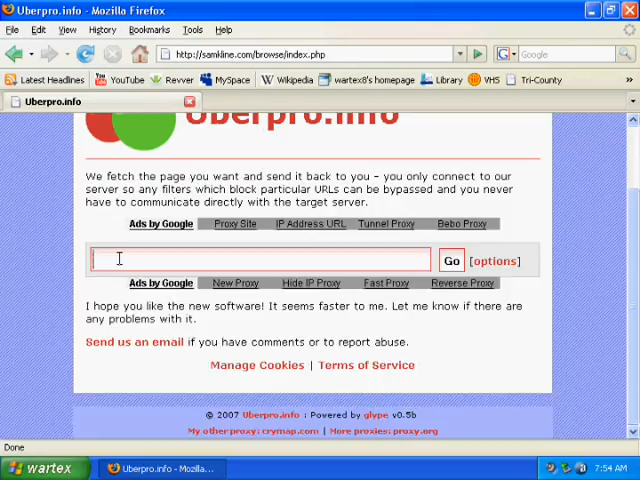 Uberpro.info - Mozilla Firefox
File Edit View History Bookmarks Tools Help
http://samkline.com/browse/index.php Google
Latest Headlines YouTube Revver MySpace Wikipedia wartex8's homepage Library VHS Tri-County
Uberpro.info
Uberpro.info
We fetch the page you want and send it back to you - you only connect to our
server so any filters which block particular URLs can be bypassed and you never
have to communicate directly with the target server.
Ads by Google Proxy Site IP Address URL Tunnel Proxy Bebo Proxy
Go [options]
Ads by Google New Proxy Hide IP Proxy Fast Proxy Reverse Proxy
I hope you like the new software! It seems faster to me. Let me know if there are
any problems with it.
Send us an email if you have comments or to report abuse.
Manage Cookies | Terms of Service
© 2007 Uberpro.info : Powered by glype v0.5b
My other proxy: crymap.com | More proxies: proxy.org
Done
wartex Uberpro.info - Mozilla... 7:54 AM